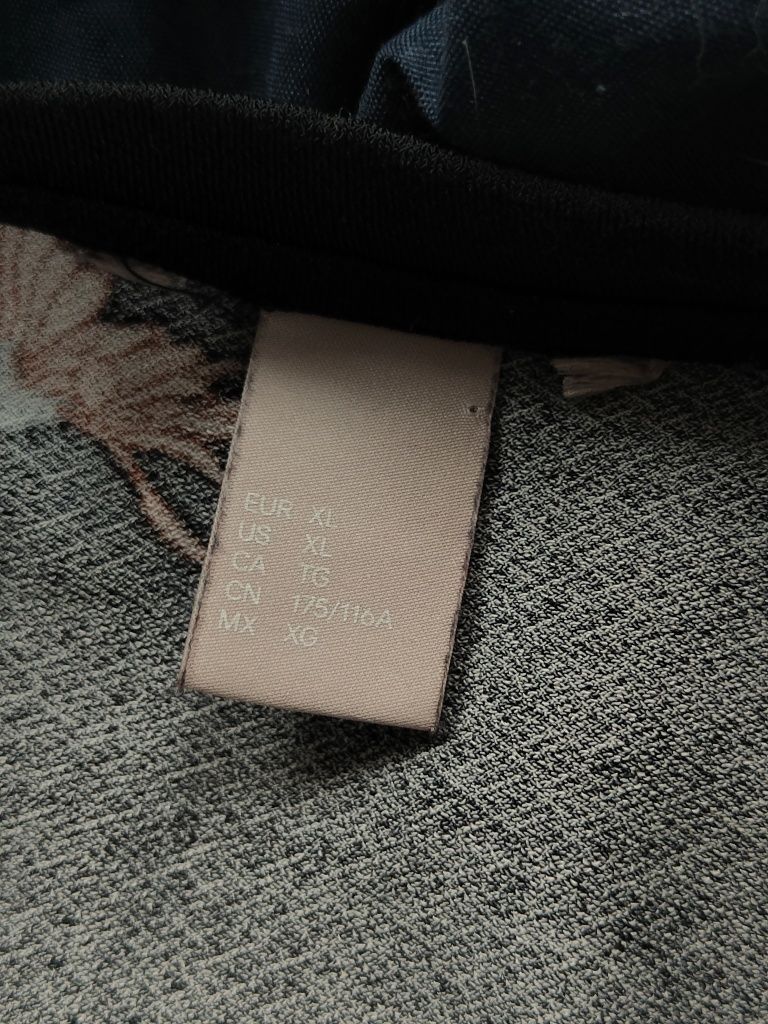 EUR XL
US XL
CA TG
CN 175/116A
MX XG